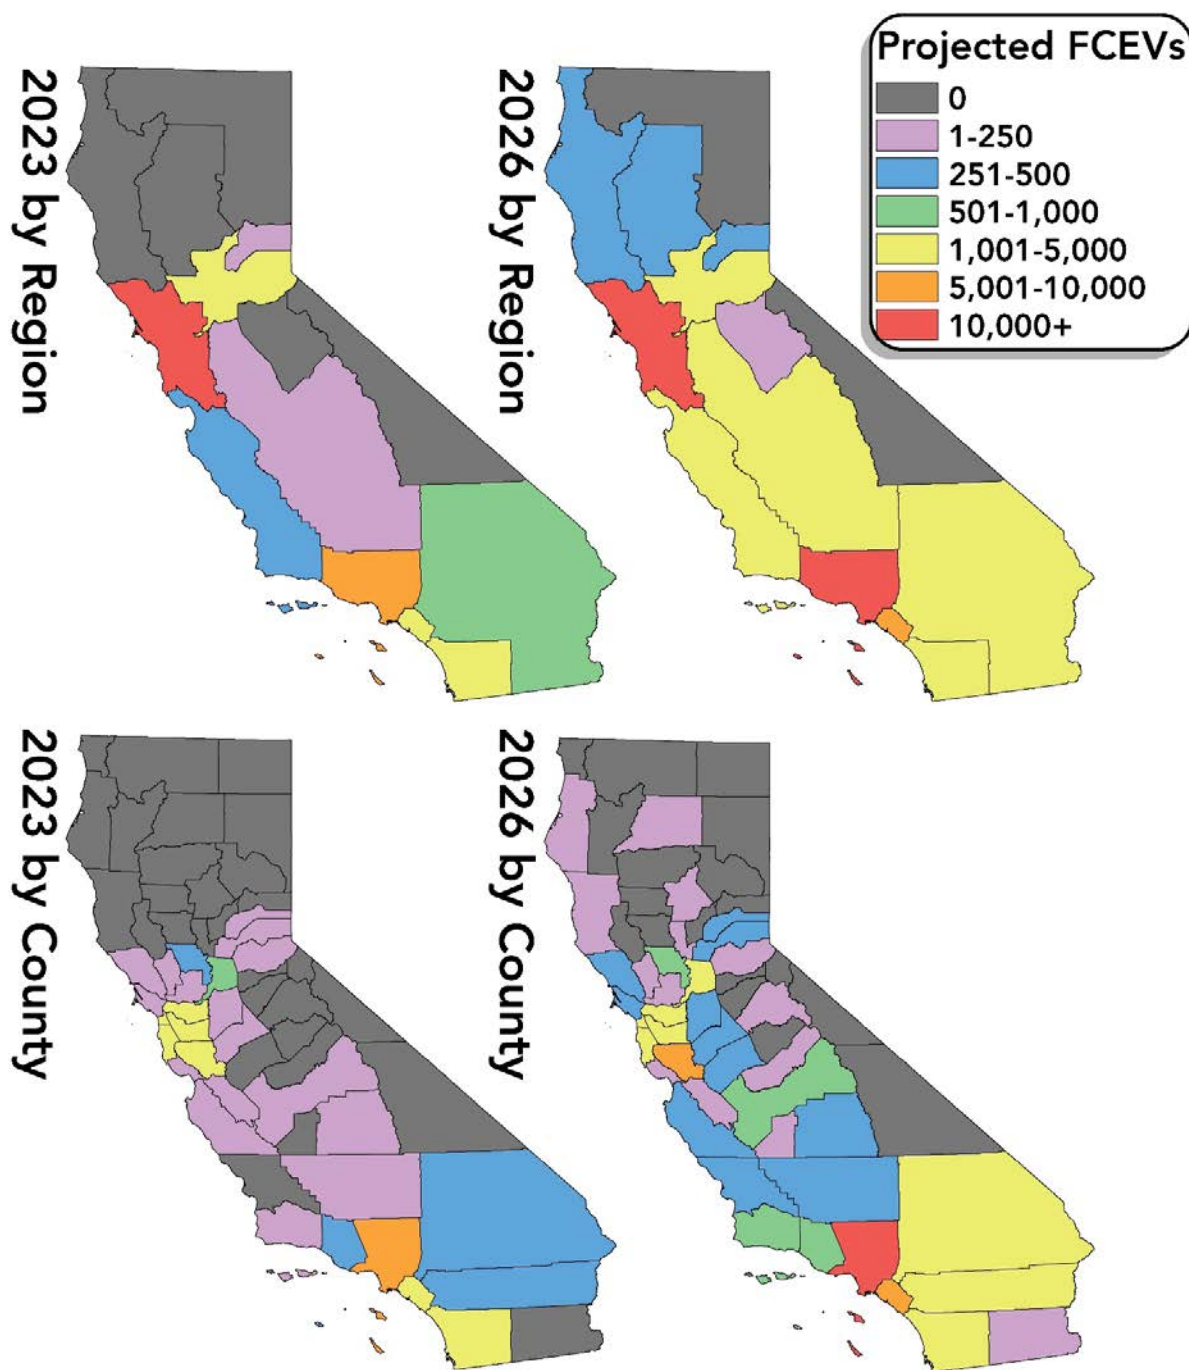 2023 by Region
2026 by Region
Projected FCEVs
0
1-250
251-500
501-1,000
1,001-5,000
5,001-10,000
10,000+
2023 by County
2026 by County